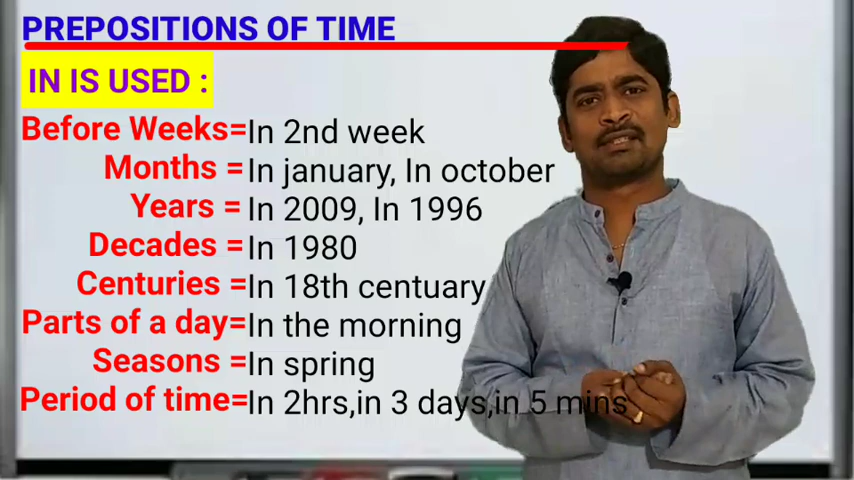 PREPOSITIONS OF TIME
IN IS USED :
Before Weeks=In 2nd week
Months =In january, In october
Years =In 2009, In 1996
Decades =In 1980
Centuries =In 18th centuary
Parts of a day=In the morning
Seasons =In spring
Period of time=In 2hrs,in 3 days,in 5 mins